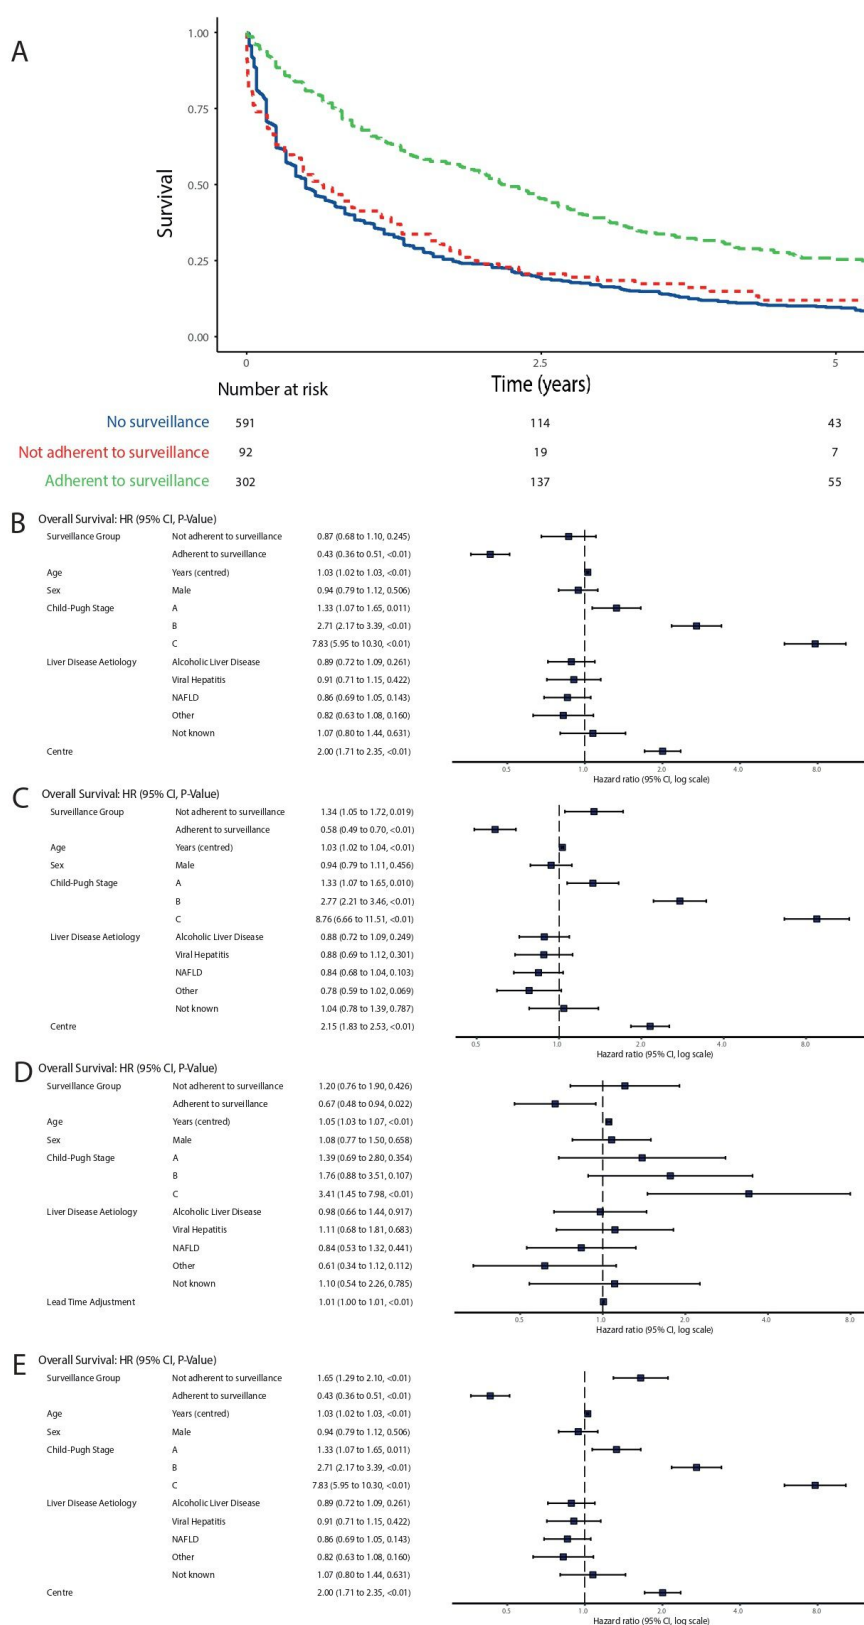 A
Survival
1.00
0.75
0.50
0.25
0.00
0 2.5 5
Number at risk
Time (years)
No surveillance 591 114 43
Not adherent to surveillance 92 19 7
Adherent to surveillance 302 137 55
B Overall Survival: HR (95% CI, P-Value)
Surveillance Group Not adherent to surveillance 0.87 (0.68 to 1.10, 0.245)
Adherent to surveillance 0.43 (0.36 to 0.51, <0.01)
Age Years (centred) 1.03 (1.02 to 1.03, <0.01)
Sex Male 0.94 (0.79 to 1.12, 0.506)
Child-Pugh Stage A 1.33 (1.07 to 1.65, 0.011)
B 2.71 (2.17 to 3.39, <0.01)
C 7.83 (5.95 to 10.30, <0.01)
Liver Disease Aetiology Alcoholic Liver Disease 0.89 (0.72 to 1.09, 0.261)
Viral Hepatitis 0.91 (0.71 to 1.15, 0.422)
NAFLD 0.86 (0.69 to 1.05, 0.143)
Other 0.82 (0.63 to 1.08, 0.160)
Not known 1.07 (0.80 to 1.44, 0.631)
Centre 2.00 (1.71 to 2.35, <0.01)
0.5 1.0 2.0 4.0 8.0
Hazard ratio (95% CI, log scale)
C Overall Survival: HR (95% CI, P-Value)
Surveillance Group Not adherent to surveillance 1.34 (1.05 to 1.72, 0.019)
Adherent to surveillance 0.58 (0.49 to 0.70, <0.01)
Age Years (centred) 1.03 (1.02 to 1.04, <0.01)
Sex Male 0.94 (0.79 to 1.11, 0.456)
Child-Pugh Stage A 1.33 (1.07 to 1.65, 0.010)
B 2.77 (2.21 to 3.46, <0.01)
C 8.76 (6.66 to 11.51, <0.01)
Liver Disease Aetiology Alcoholic Liver Disease 0.88 (0.72 to 1.09, 0.249)
Viral Hepatitis 0.88 (0.69 to 1.12, 0.301)
NAFLD 0.84 (0.68 to 1.04, 0.103)
Other 0.78 (0.59 to 1.02, 0.069)
Not known 1.04 (0.78 to 1.39, 0.787)
Centre 2.15 (1.83 to 2.53, <0.01)
0.5 1.0 2.0 4.0 8.0
Hazard ratio (95% CI, log scale)
D Overall Survival: HR (95% CI, P-Value)
Surveillance Group Not adherent to surveillance 1.20 (0.76 to 1.90, 0.426)
Adherent to surveillance 0.67 (0.48 to 0.94, 0.022)
Age Years (centred) 1.05 (1.03 to 1.07, <0.01)
Sex Male 1.08 (0.77 to 1.50, 0.658)
Child-Pugh Stage A 1.39 (0.69 to 2.80, 0.354)
B 1.76 (0.88 to 3.51, 0.107)
C 3.41 (1.45 to 7.98, <0.01)
Liver Disease Aetiology Alcoholic Liver Disease 0.98 (0.66 to 1.44, 0.917)
Viral Hepatitis 1.11 (0.68 to 1.81, 0.683)
NAFLD 0.84 (0.53 to 1.32, 0.441)
Other 0.61 (0.34 to 1.12, 0.112)
Not known 1.10 (0.54 to 2.26, 0.785)
Lead Time Adjustment 1.01 (1.00 to 1.01, <0.01)
0.5 1.0 2.0 4.0 8.0
Hazard ratio (95% CI, log scale)
E Overall Survival: HR (95% CI, P-Value)
Surveillance Group Not adherent to surveillance 1.65 (1.29 to 2.10, <0.01)
Adherent to surveillance 0.43 (0.36 to 0.51, <0.01)
Age Years (centred) 1.03 (1.02 to 1.03, <0.01)
Sex Male 0.94 (0.79 to 1.12, 0.506)
Child-Pugh Stage A 1.33 (1.07 to 1.65, 0.011)
B 2.71 (2.17 to 3.39, <0.01)
C 7.83 (5.95 to 10.30, <0.01)
Liver Disease Aetiology Alcoholic Liver Disease 0.89 (0.72 to 1.09, 0.261)
Viral Hepatitis 0.91 (0.71 to 1.15, 0.422)
NAFLD 0.86 (0.69 to 1.05, 0.143)
Other 0.82 (0.63 to 1.08, 0.160)
Not known 1.07 (0.80 to 1.44, 0.631)
Centre 2.00 (1.71 to 2.35, <0.01)
0.5 1.0 2.0 4.0 8.0
Hazard ratio (95% CI, log scale)